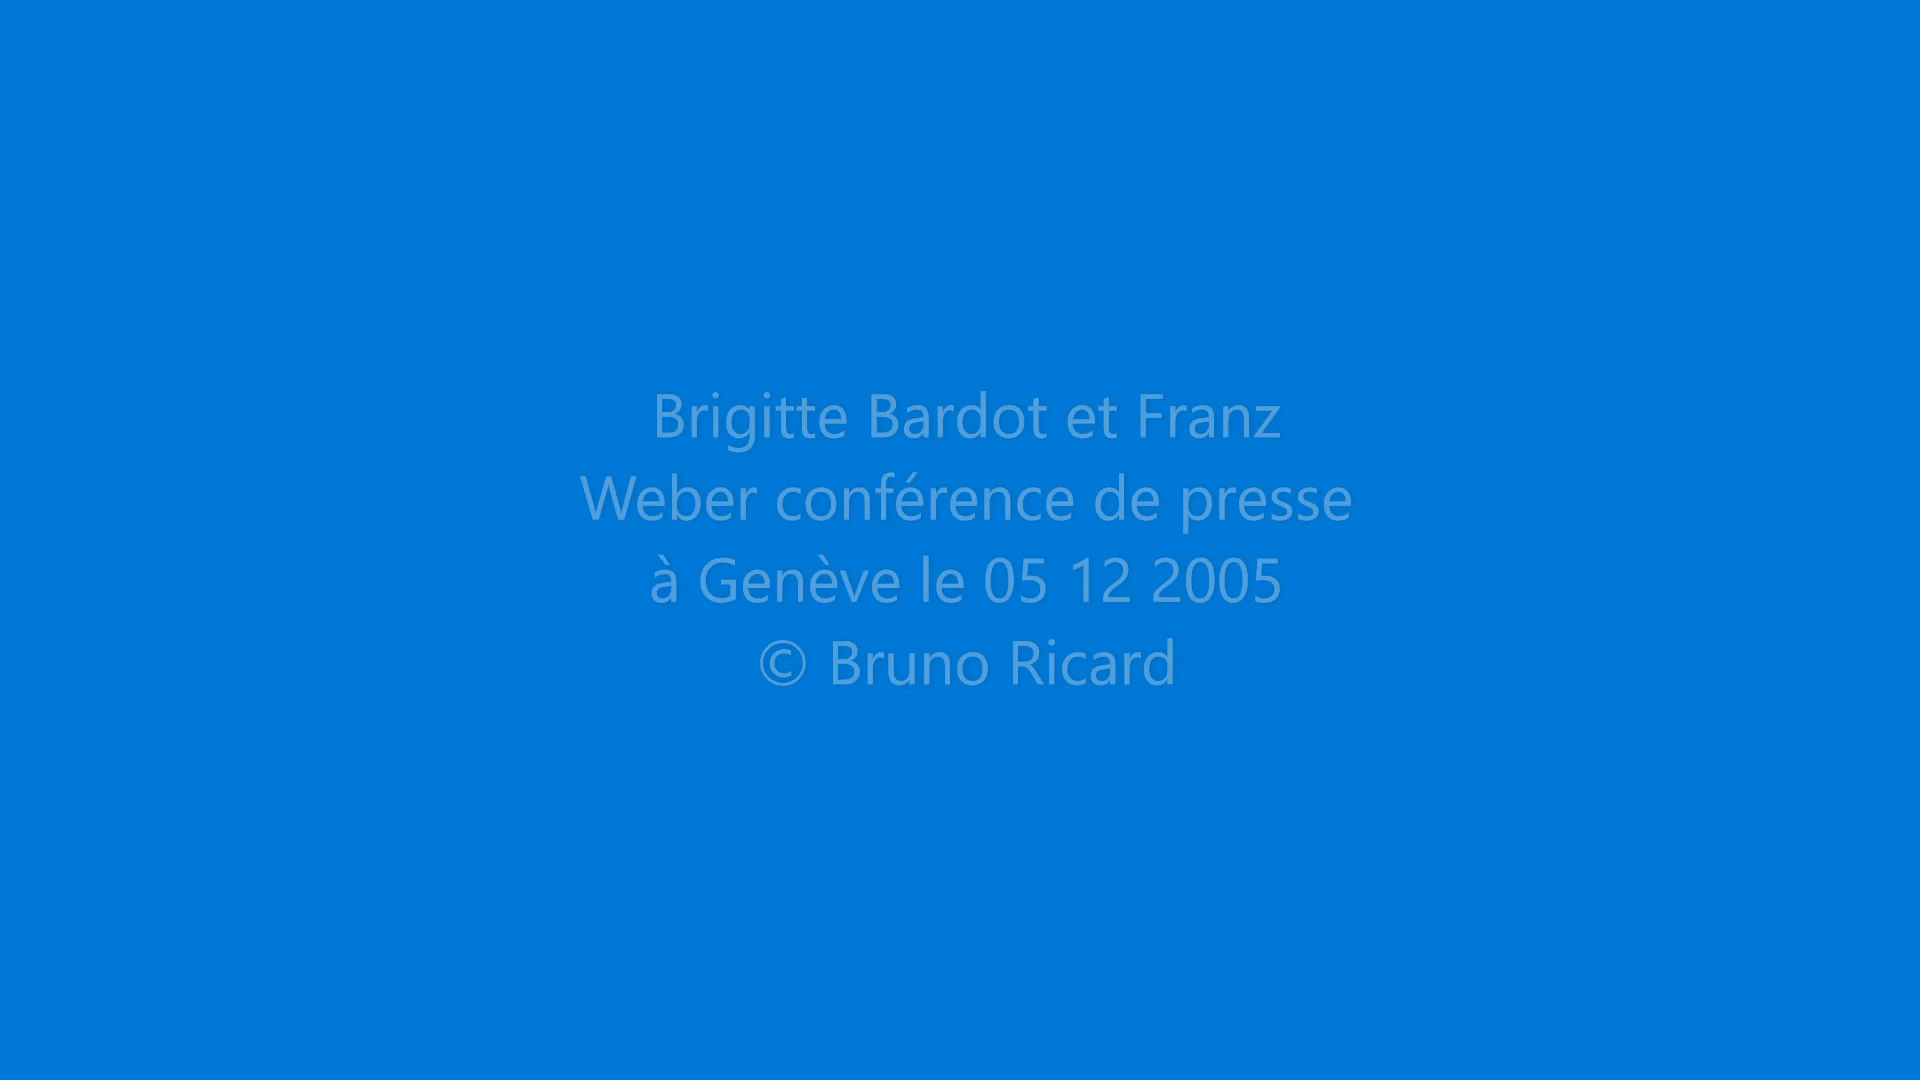 Brigitte Bardot et Franz
Weber conférence de presse
à Genève le 05 12 2005
© Bruno Ricard